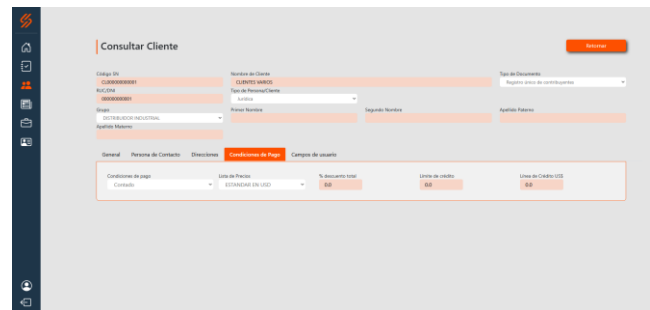 Consultar Cliente
Retornar
Código SN
Nombre de Cliente
Tipo de Documento
CL00000000001
CLIENTES VARIOS
Registro único de contribuyentes
RUC/DNI
Tipo de Persona/Cliente
00000000001
Jurídica
Grupo
Primer Nombre
Segundo Nombre
Apellido Paterno
DISTRIBUIDOR INDUSTRIAL
Apellido Materno
General Persona de Contacto Direcciones Condiciones de Pago Campos de usuario
Condiciones de pago
Lista de Precios
% descuento total
Límite de crédito
Línea de Crédito US$
Contado
ESTANDAR EN USD
0.0
0.0
0.0